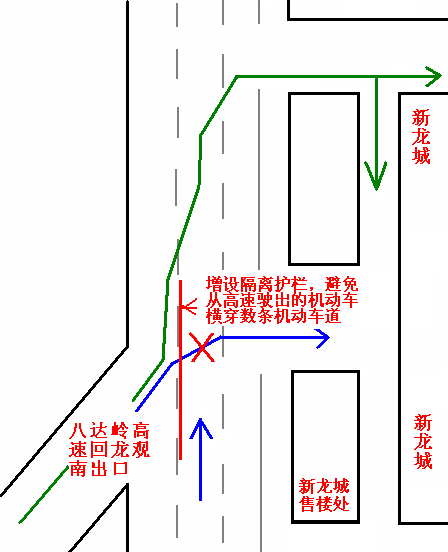 新
龙
城
增设隔离护栏，避免
从高速驶出的机动车
横穿数条机动车道
八达岭高
速回龙观
南出口
新
龙
城
新龙城
售楼处